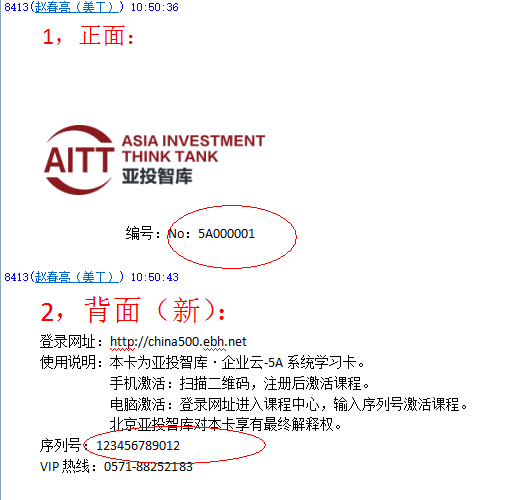 8413(赵春亮（美工）) 10:50:36
1，正面：
AITT
ASIA INVESTMENT
THINK TANK
亚投智库
编号：No：5A000001
8413(赵春亮（美工）) 10:50:43
2，背面（新）：
登录网址：http://china500.ebh.net
使用说明：本卡为亚投智库·企业云-5A 系统学习卡。
手机激活：扫描二维码，注册后激活课程。
电脑激活：登录网址进入课程中心，输入序列号激活课程。
北京亚投智库对本卡享有最终解释权。
序列号：123456789012
VIP 热线：0571-88252183